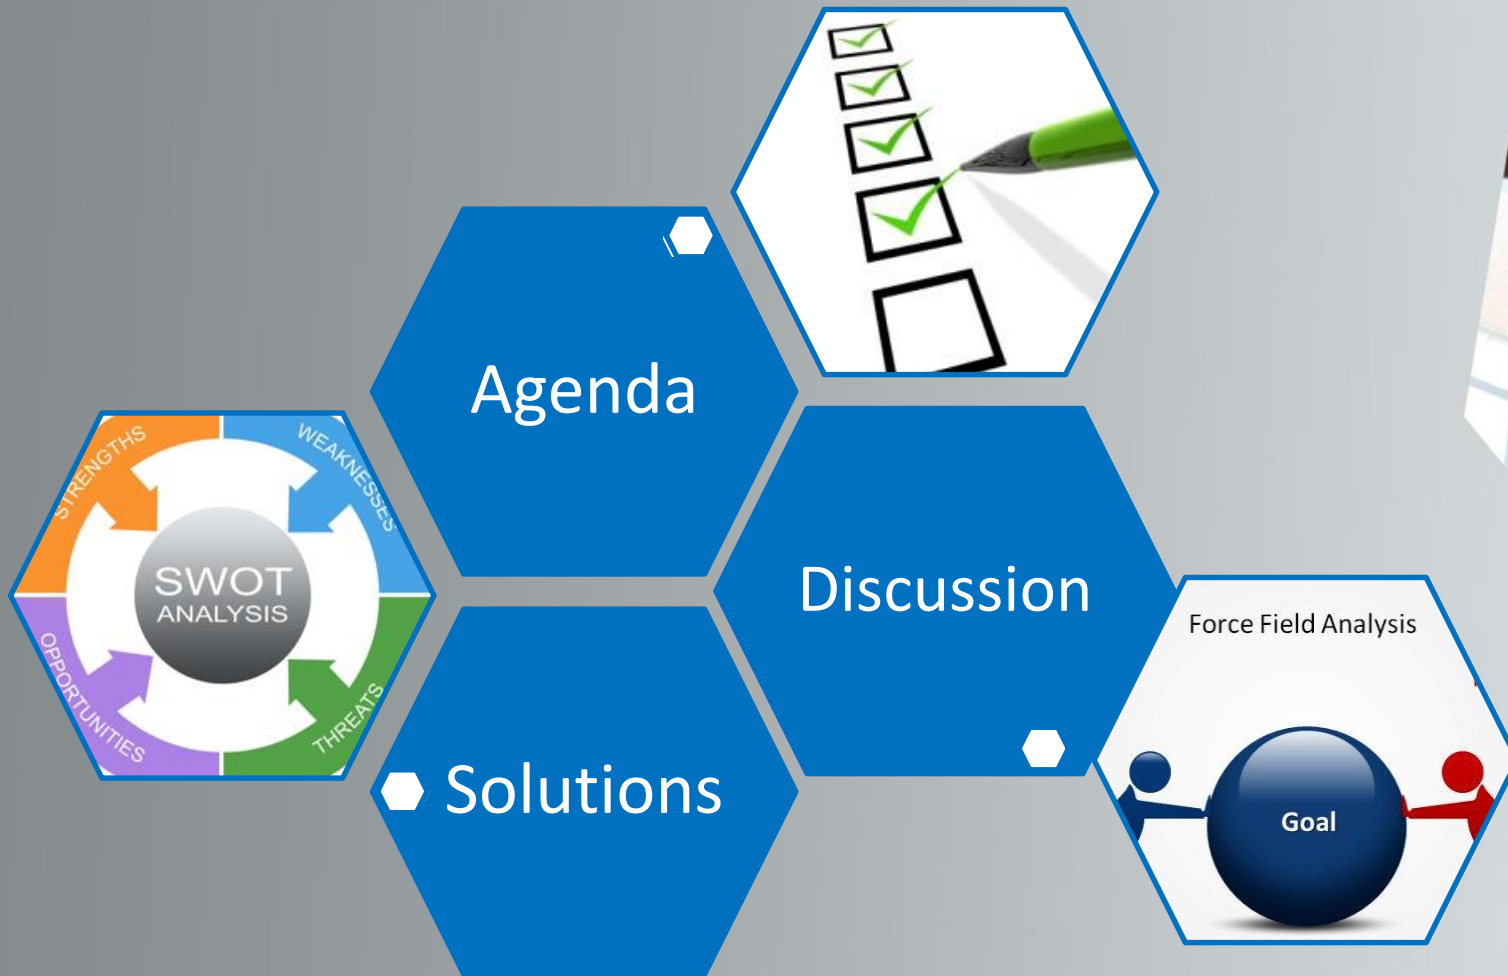 Agenda
STRENGTHS
WEAKNESSES
SWOT
ANALYSIS
OPPORTUNITIES
THREATS
Discussion
Force Field Analysis
Goal
Solutions